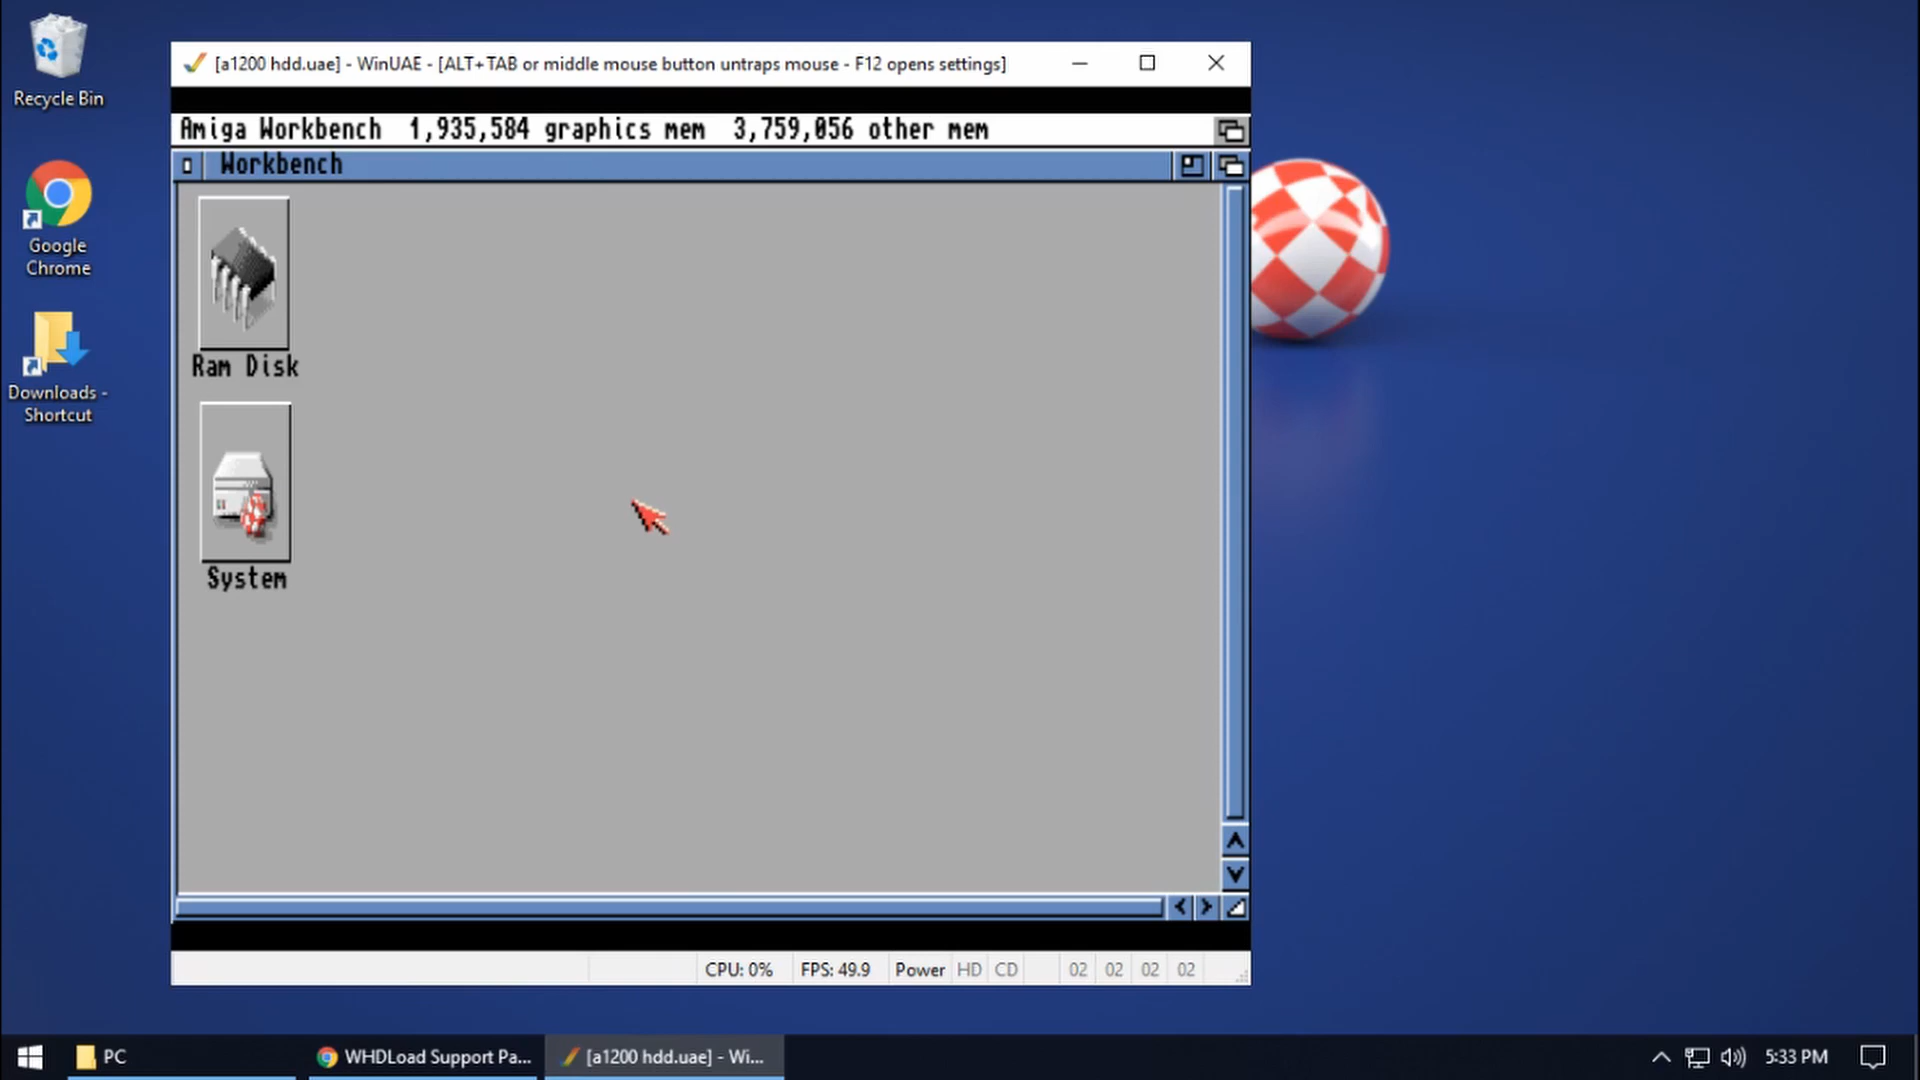 Recycle Bin
Google
Chrome
Downloads -
Shortcut
[a1200 hdd.uae] - WinUAE - [ALT+TAB or middle mouse button untraps mouse - F12 opens settings]
Amiga Workbench 1,935,584 graphics mem 3,759,056 other mem
Workbench
Ram Disk
System
CPU: 0% FPS: 49.9 Power HD CD 02 02 02 02
PC WHDLoad Support Pa... [a1200 hdd.uae] - Wi... 5:33 PM